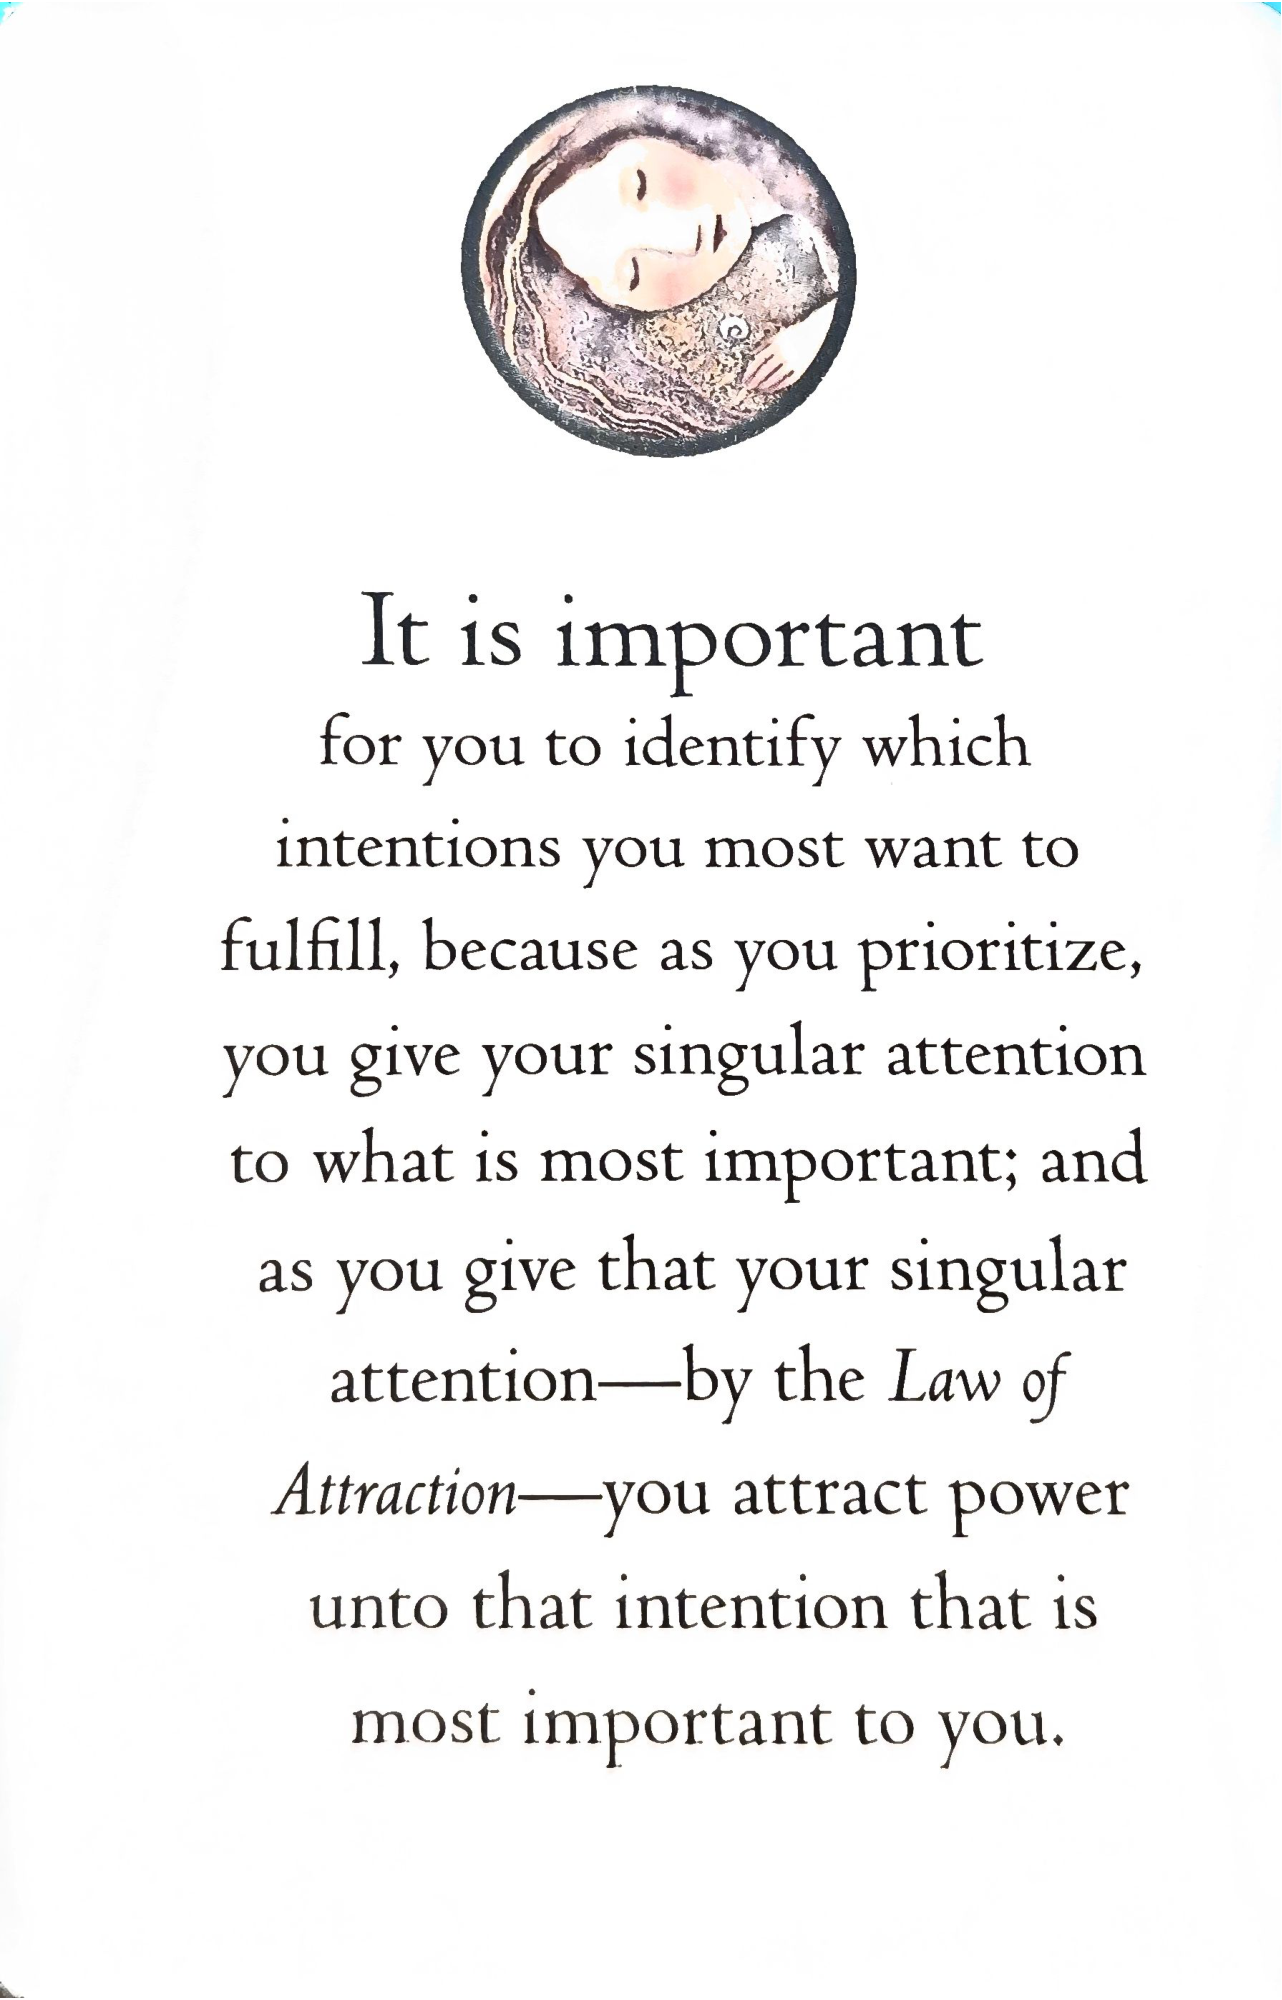 It is important
for you to identify which
intentions you most want to
fulfill, because as you prioritize,
you give your singular attention
to what is most important; and
as you give that your singular
attention—by the Law of
Attraction—you attract power
unto that intention that is
most important to you.